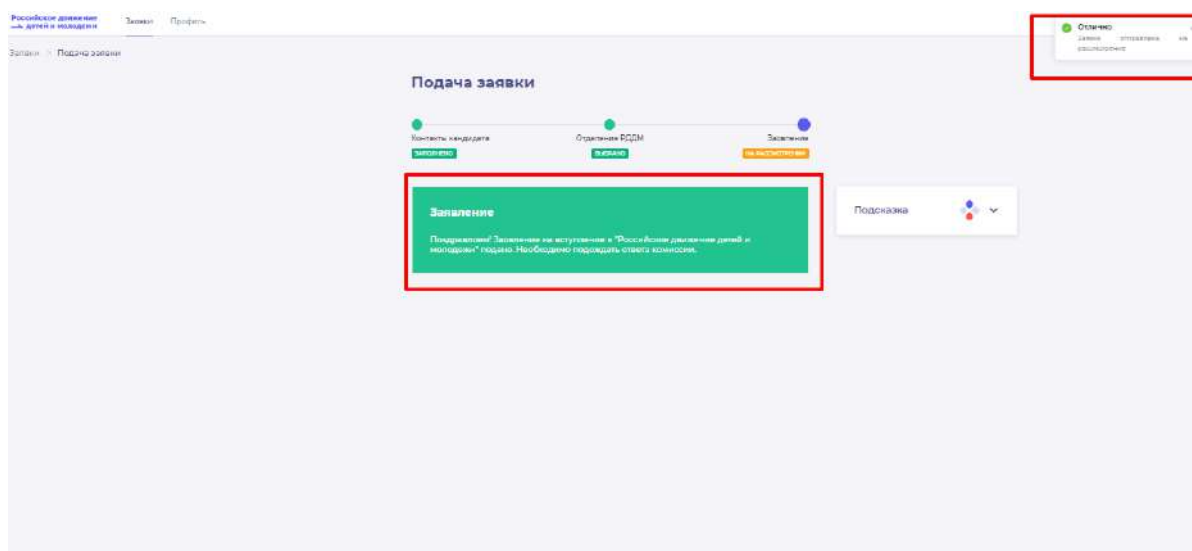 Российское движение
детей и молодежи
Заявки
Профиль
Заявки > Подача заявки
Отлично
Заявка отправлена на
рассмотрение
Подача заявки
Контакты кандидата
Отделение РДДМ
Заявление
ЗАПОЛНЕНО
ВЫБРАНО
НА РАССМОТРЕНИИ
Заявление
Поздравляем! Заявление на вступление в "Российское движение детей и
молодежи" подано. Необходимо подождать ответа комиссии.
Подсказка